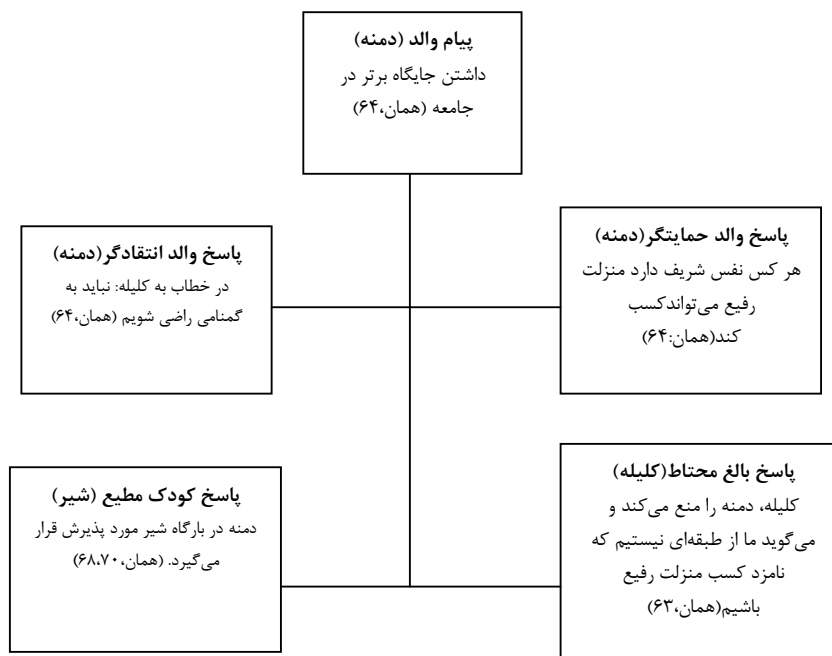 پیام والد (دمنه)
داشتن جایگاه برتر در
جامعه (همان،۶۴)
پاسخ والد حمایتگر(دمنه)
هر کس نفس شریف دارد منزلت
رفیع می‌تواندکسب
کند(همان:۶۴)
پاسخ والد انتقادگر(دمنه)
در خطاب به کلیله: نباید به
گمنامی راضی شویم (همان،۶۴)
پاسخ بالغ محتاط(کلیله)
کلیله، دمنه را منع می‌کند و
می‌گوید ما از طبقه‌ای نیستیم که
نامزد کسب منزلت رفیع
باشیم(همان،۶۳)
پاسخ کودک مطیع (شیر)
دمنه در بارگاه شیر مورد پذیرش قرار
می‌گیرد. (همان،۶۸،۷۰)